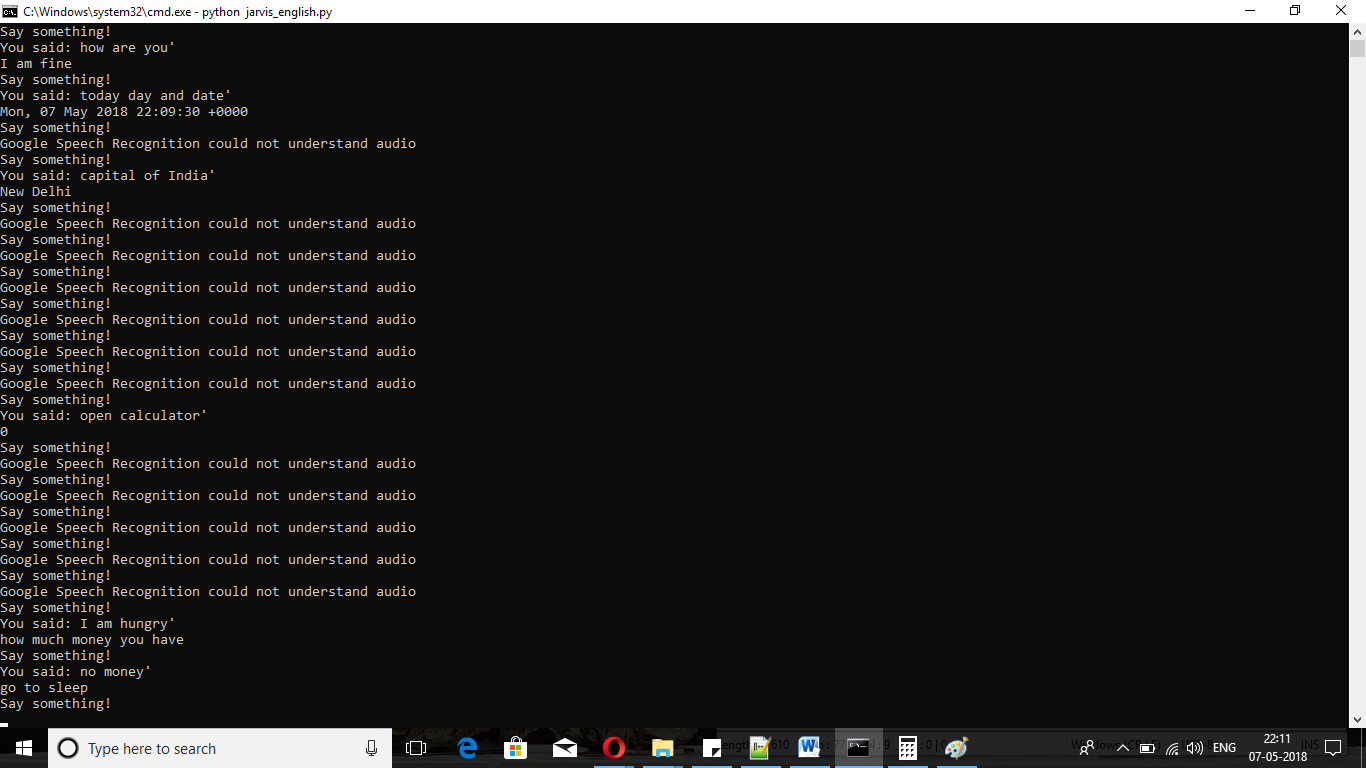 C:\Windows\system32\cmd.exe - python  jarvis_english.py
Say something!
You said: how are you'
I am fine
Say something!
You said: today day and date'
Mon, 07 May 2018 22:09:30 +0000
Say something!
Google Speech Recognition could not understand audio
Say something!
You said: capital of India'
New Delhi
Say something!
Google Speech Recognition could not understand audio
Say something!
Google Speech Recognition could not understand audio
Say something!
Google Speech Recognition could not understand audio
Say something!
Google Speech Recognition could not understand audio
Say something!
Google Speech Recognition could not understand audio
Say something!
Google Speech Recognition could not understand audio
Say something!
You said: open calculator'
0
Say something!
Google Speech Recognition could not understand audio
Say something!
Google Speech Recognition could not understand audio
Say something!
Google Speech Recognition could not understand audio
Say something!
Google Speech Recognition could not understand audio
Say something!
Google Speech Recognition could not understand audio
Say something!
You said: I am hungry'
how much money you have
Say something!
You said: no money'
go to sleep
Say something!
Type here to search
ENG
22:11
07-05-2018
INS